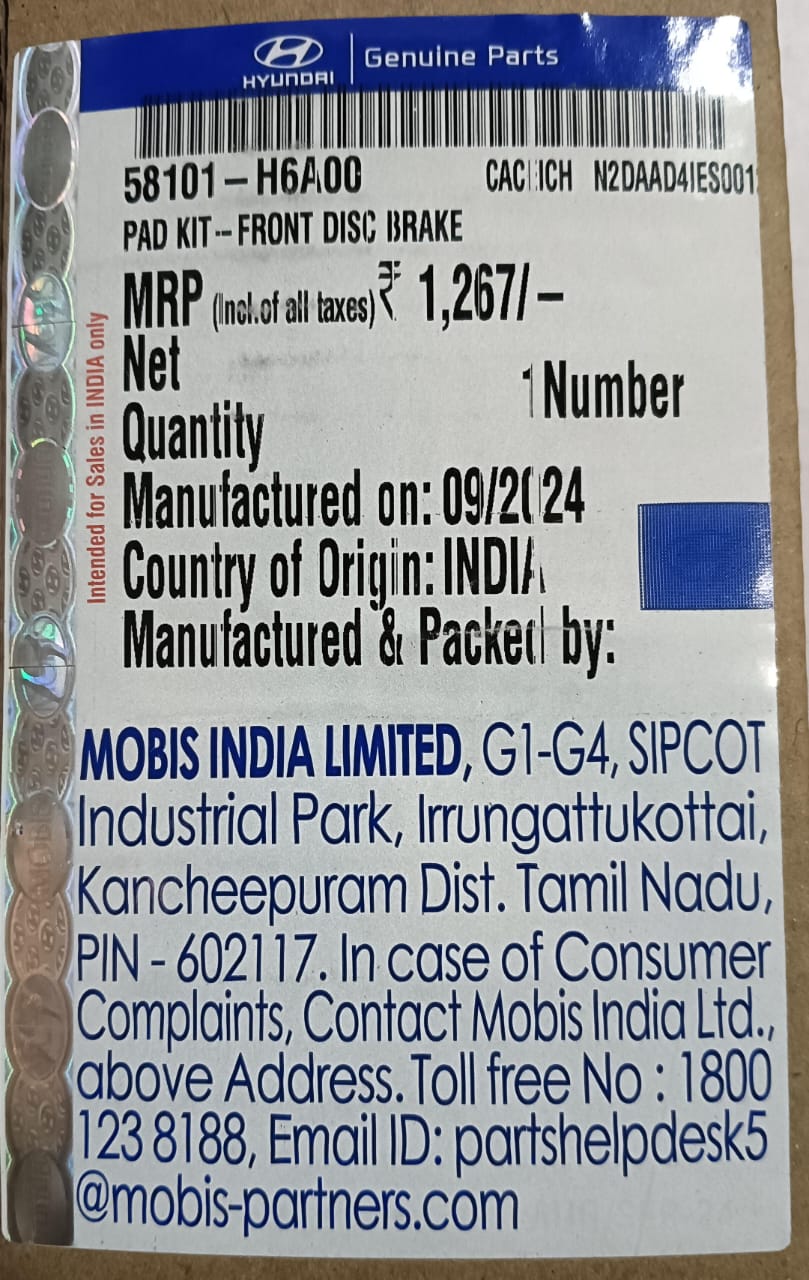 HYUNDAI | Genuine Parts
58101-H6A00
N2DAAD4IES001
PAD KIT--FRONT DISC BRAKE
MRP (Incl.of all taxes) ₹ 1,267/-
Net
Quantity
1 Number
Manufactured on: 09/2024
Country of Origin: INDIA
Manufactured & Packed by:
Intended for Sales in INDIA only
MOBIS INDIA LIMITED, G1-G4, SIPCOT
Industrial Park, Irrungattukottai,
Kancheepuram Dist. Tamil Nadu,
PIN - 602117. In case of Consumer
Complaints, Contact Mobis India Ltd.,
above Address. Toll free No : 1800
123 8188, Email ID: partshelpdesk5
@mobis-partners.com